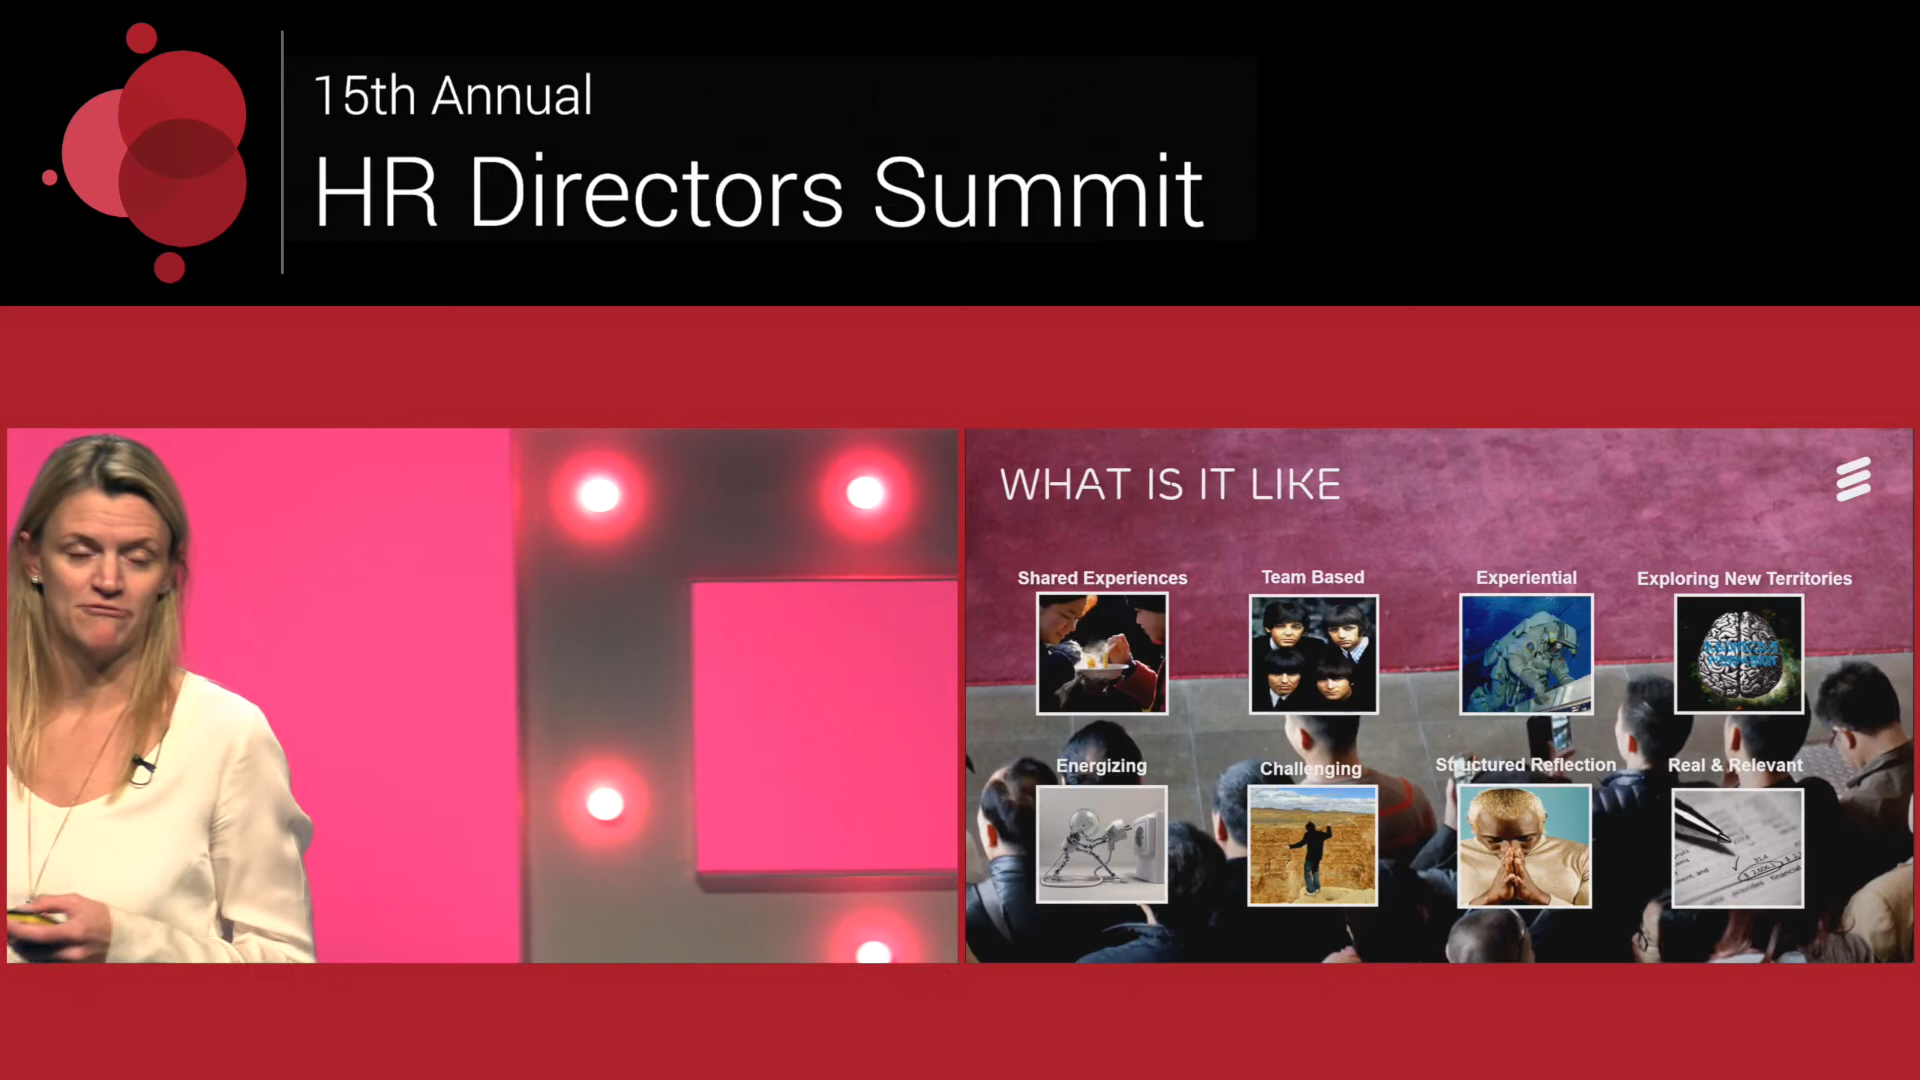 15th Annual
HR Directors Summit
WHAT IS IT LIKE
Shared Experiences
Team Based
Experiential
Exploring New Territories
Energizing
Challenging
Structured Reflection
Real & Relevant